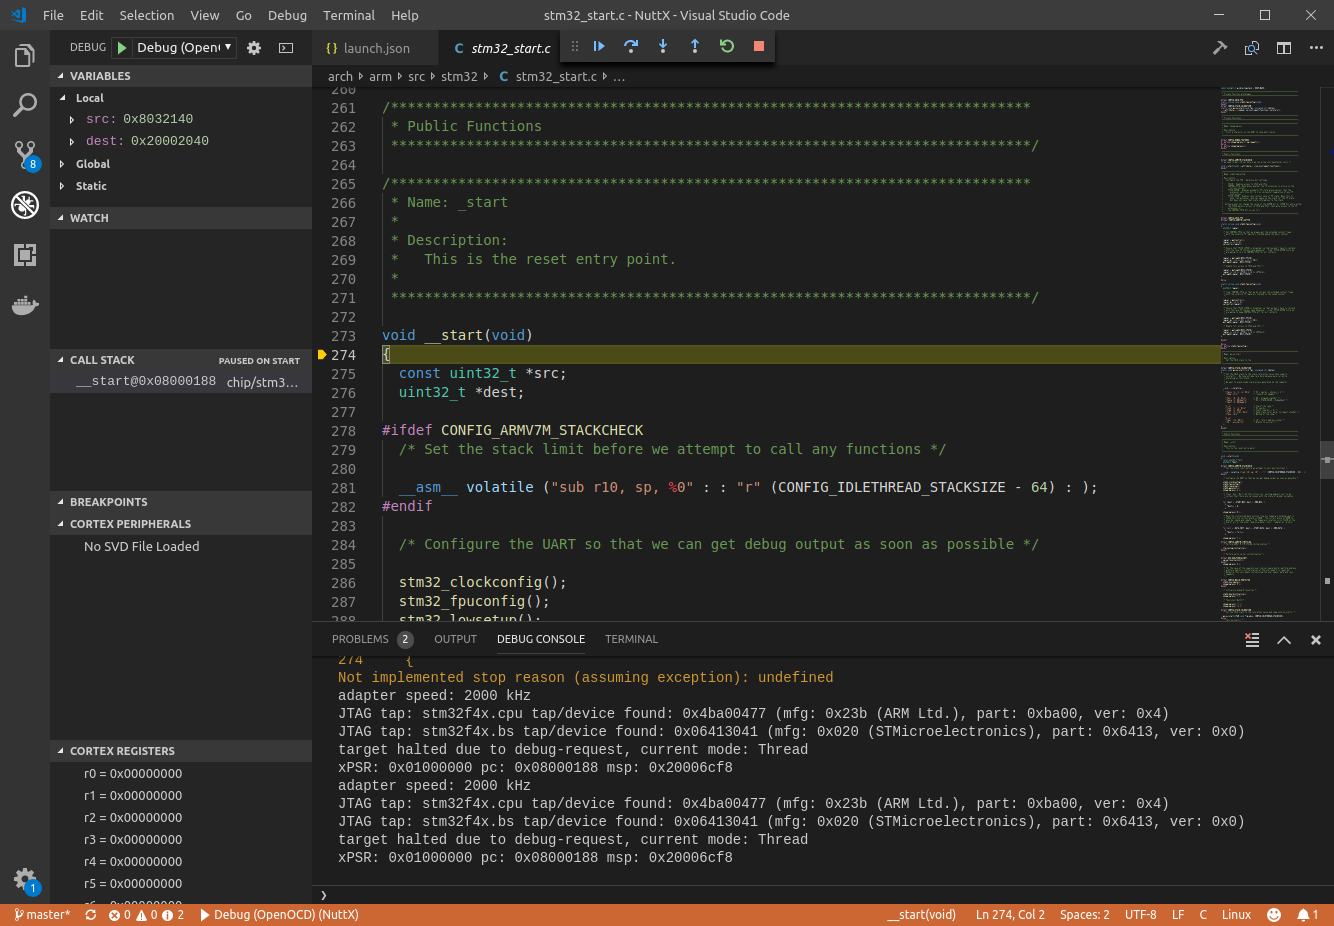 File Edit Selection View Go Debug Terminal Help
stm32_start.c - NuttX - Visual Studio Code
DEBUG
Debug (Open
{ } launch.json
C stm32_start.c
arch arm src stm32 C stm32_start.c ...
VARIABLES
Local
src: 0x8032140
dest: 0x20002040
Global
Static
WATCH
CALL STACK
PAUSED ON START
__start@0x08000188 chip/stm3...
BREAKPOINTS
CORTEX PERIPHERALS
No SVD File Loaded
CORTEX REGISTERS
r0 = 0x00000000
r1 = 0x00000000
r2 = 0x00000000
r3 = 0x00000000
r4 = 0x00000000
r5 = 0x00000000
r6 = 0x00000000
8
1
260
261 /****************************************************************************
262  * Public Functions
263  ****************************************************************************/
264
265 /****************************************************************************
266  * Name: _start
267  *
268  * Description:
269  *   This is the reset entry point.
270  *
271  ****************************************************************************/
272
273 void __start(void)
274 {
275   const uint32_t *src;
276   uint32_t *dest;
277
278 #ifdef CONFIG_ARMV7M_STACKCHECK
279   /* Set the stack limit before we attempt to call any functions */
280
281   __asm__ volatile ("sub r10, sp, %0" : : "r" (CONFIG_IDLETHREAD_STACKSIZE - 64) : );
282 #endif
283
284   /* Configure the UART so that we can get debug output as soon as possible */
285
286   stm32_clockconfig();
287   stm32_fpuconfig();
288   stm32_lowsetup();
PROBLEMS 2 OUTPUT DEBUG CONSOLE TERMINAL
274     {
Not implemented stop reason (assuming exception): undefined
adapter speed: 2000 kHz
JTAG tap: stm32f4x.cpu tap/device found: 0x4ba00477 (mfg: 0x23b (ARM Ltd.), part: 0xba00, ver: 0x4)
JTAG tap: stm32f4x.bs tap/device found: 0x06413041 (mfg: 0x020 (STMicroelectronics), part: 0x6413, ver: 0x0)
target halted due to debug-request, current mode: Thread
xPSR: 0x01000000 pc: 0x08000188 msp: 0x20006cf8
adapter speed: 2000 kHz
JTAG tap: stm32f4x.cpu tap/device found: 0x4ba00477 (mfg: 0x23b (ARM Ltd.), part: 0xba00, ver: 0x4)
JTAG tap: stm32f4x.bs tap/device found: 0x06413041 (mfg: 0x020 (STMicroelectronics), part: 0x6413, ver: 0x0)
target halted due to debug-request, current mode: Thread
xPSR: 0x01000000 pc: 0x08000188 msp: 0x20006cf8
master* 0 0 2 Debug (OpenOCD) (NuttX) __start(void) Ln 274, Col 2 Spaces: 2 UTF-8 LF C Linux 1